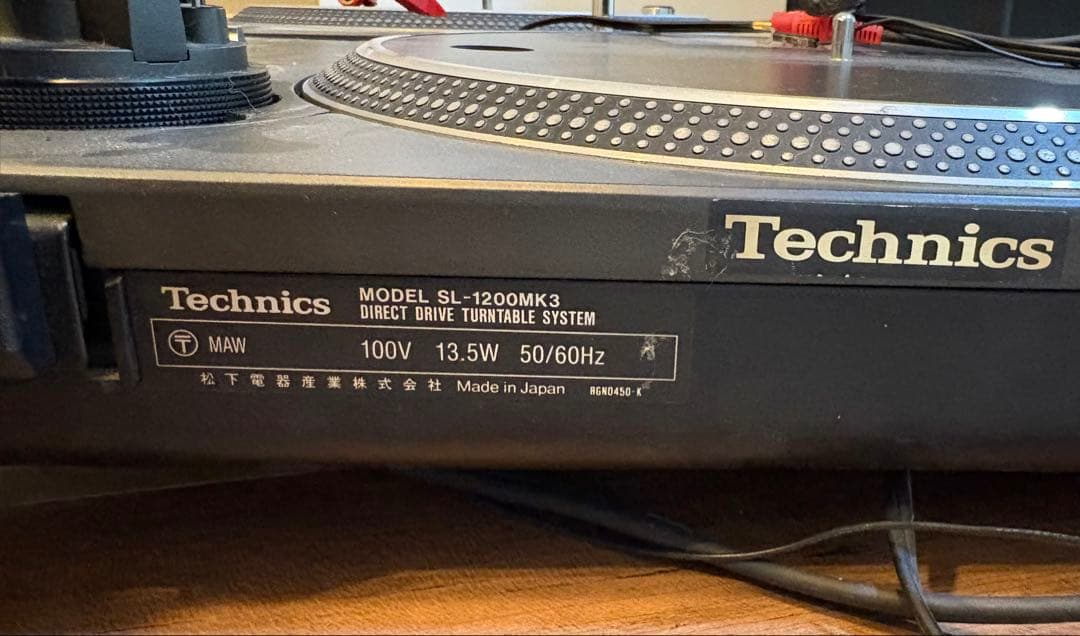 Technics
Technics
MODEL SL-1200MK3
DIRECT DRIVE TURNTABLE SYSTEM
〒 MAW 100V 13.5W 50/60Hz
松下電器産業株式会社 Made in Japan RGN0450-K